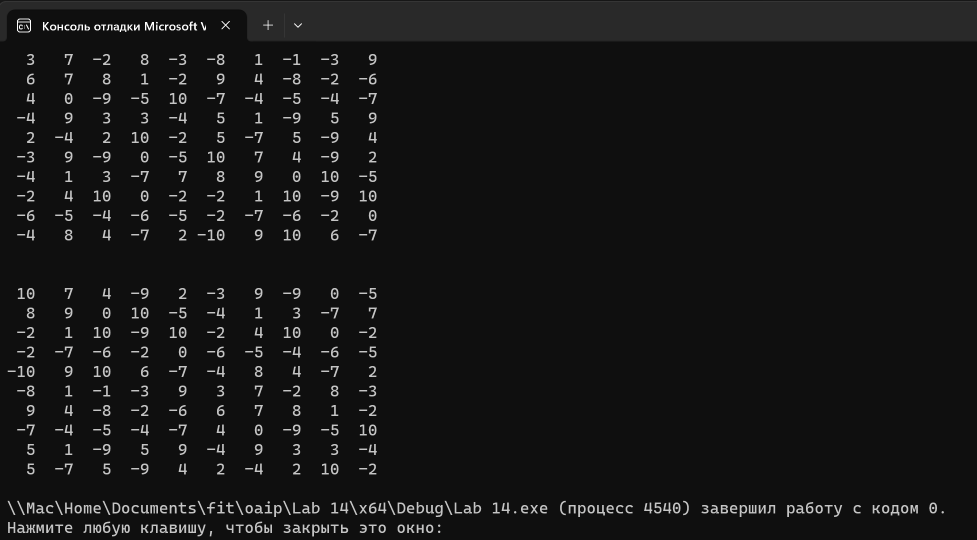 Консоль отладки Microsoft V
3 7 -2 8 -3 -8 1 -1 -3 9
6 7 8 1 -2 9 4 -8 -2 -6
4 0 -9 -5 10 -7 -4 -5 -4 -7
-4 9 3 3 -4 5 1 -9 5 9
2 -4 2 10 -2 5 -7 5 -9 4
-3 9 -9 0 -5 10 7 4 -9 2
-4 1 3 -7 7 8 9 0 10 -5
-2 4 10 0 -2 -2 1 10 -9 10
-6 -5 -4 -6 -5 -2 -7 -6 -2 0
-4 8 4 -7 2 -10 9 10 6 -7
10 7 4 -9 2 -3 9 -9 0 -5
8 9 0 10 -5 -4 1 3 -7 7
-2 1 10 -9 10 -2 4 10 0 -2
-2 -7 -6 -2 0 -6 -5 -4 -6 -5
-10 9 10 6 -7 -4 8 4 -7 2
-8 1 -1 -3 9 3 7 -2 8 -3
9 4 -8 -2 -6 6 7 8 1 -2
-7 -4 -5 -4 -7 4 0 -9 -5 10
5 1 -9 5 9 -4 9 3 3 -4
5 -7 5 -9 4 2 -4 2 10 -2
\\Mac\Home\Documents\fit\oaip\Lab 14\x64\Debug\Lab 14.exe (процесс 4540) завершил работу с кодом 0.
Нажмите любую клавишу, чтобы закрыть это окно: